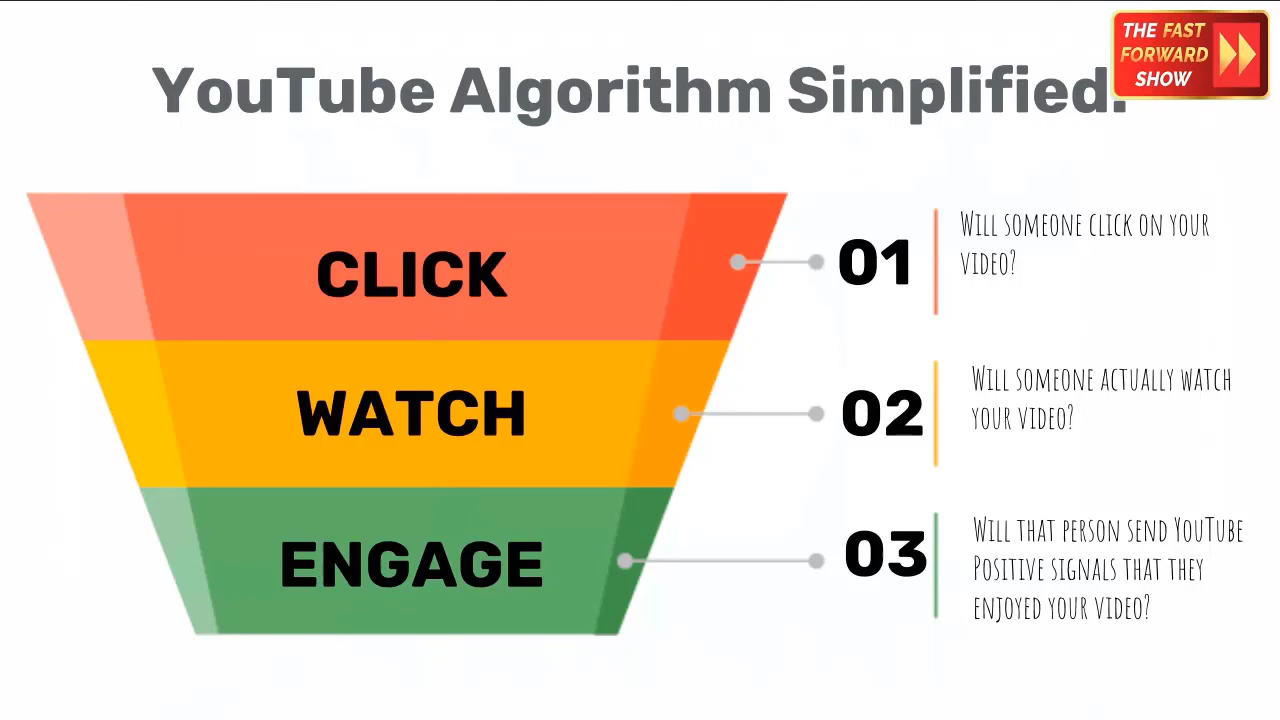 THE FAST
FORWARD
SHOW
YouTube Algorithm Simplified.
CLICK
01
Will someone click on your
video?
WATCH
02
Will someone actually watch
your video?
ENGAGE
03
Will that person send YouTube
Positive signals that they
enjoyed your video?